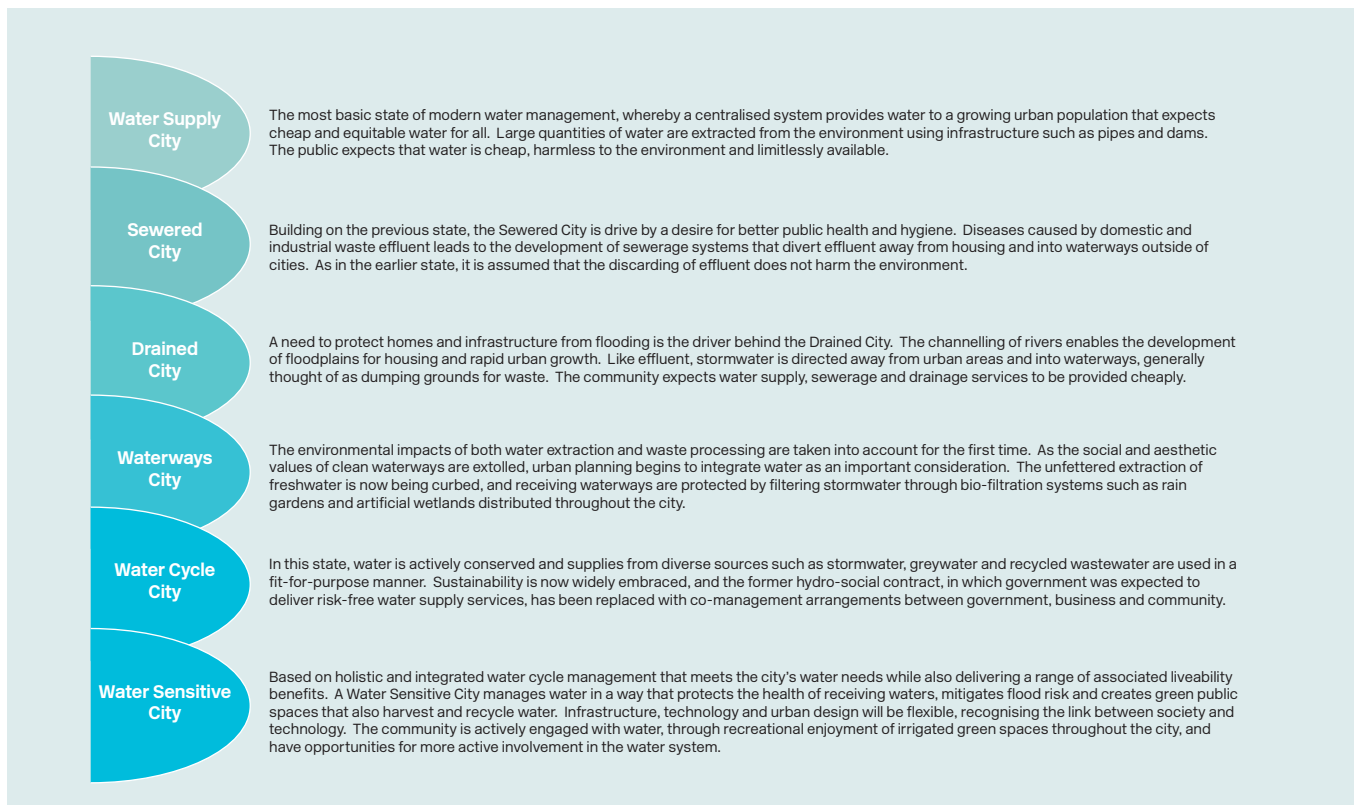 Water Supply
City
The most basic state of modern water management, whereby a centralised system provides water to a growing urban population that expects
cheap and equitable water for all. Large quantities of water are extracted from the environment using infrastructure such as pipes and dams.
The public expects that water is cheap, harmless to the environment and limitlessly available.
Sewered
City
Building on the previous state, the Sewered City is drive by a desire for better public health and hygiene. Diseases caused by domestic and
industrial waste effluent leads to the development of sewerage systems that divert effluent away from housing and into waterways outside of
cities. As in the earlier state, it is assumed that the discarding of effluent does not harm the environment.
Drained
City
A need to protect homes and infrastructure from flooding is the driver behind the Drained City. The channelling of rivers enables the development
of floodplains for housing and rapid urban growth. Like effluent, stormwater is directed away from urban areas and into waterways, generally
thought of as dumping grounds for waste. The community expects water supply, sewerage and drainage services to be provided cheaply.
Waterways
City
The environmental impacts of both water extraction and waste processing are taken into account for the first time. As the social and aesthetic
values of clean waterways are extolled, urban planning begins to integrate water as an important consideration. The unfettered extraction of
freshwater is now being curbed, and receiving waterways are protected by filtering stormwater through bio-filtration systems such as rain
gardens and artificial wetlands distributed throughout the city.
Water Cycle
City
In this state, water is actively conserved and supplies from diverse sources such as stormwater, greywater and recycled wastewater are used in a
fit-for-purpose manner. Sustainability is now widely embraced, and the former hydro-social contract, in which government was expected to
deliver risk-free water supply services, has been replaced with co-management arrangements between government, business and community.
Water Sensitive
City
Based on holistic and integrated water cycle management that meets the city's water needs while also delivering a range of associated liveability
benefits. A Water Sensitive City manages water in a way that protects the health of receiving waters, mitigates flood risk and creates green public
spaces that also harvest and recycle water. Infrastructure, technology and urban design will be flexible, recognising the link between society and
technology. The community is actively engaged with water, through recreational enjoyment of irrigated green spaces throughout the city, and
have opportunities for more active involvement in the water system.